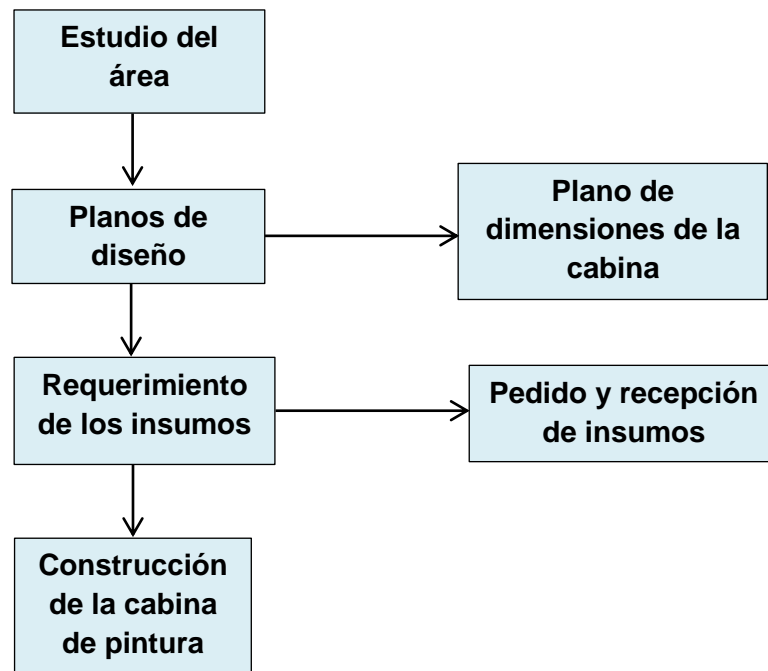 Estudio del
área
Planos de
diseño
Plano de
dimensiones de la
cabina
Requerimiento
de los insumos
Pedido y recepción
de insumos
Construcción
de la cabina
de pintura